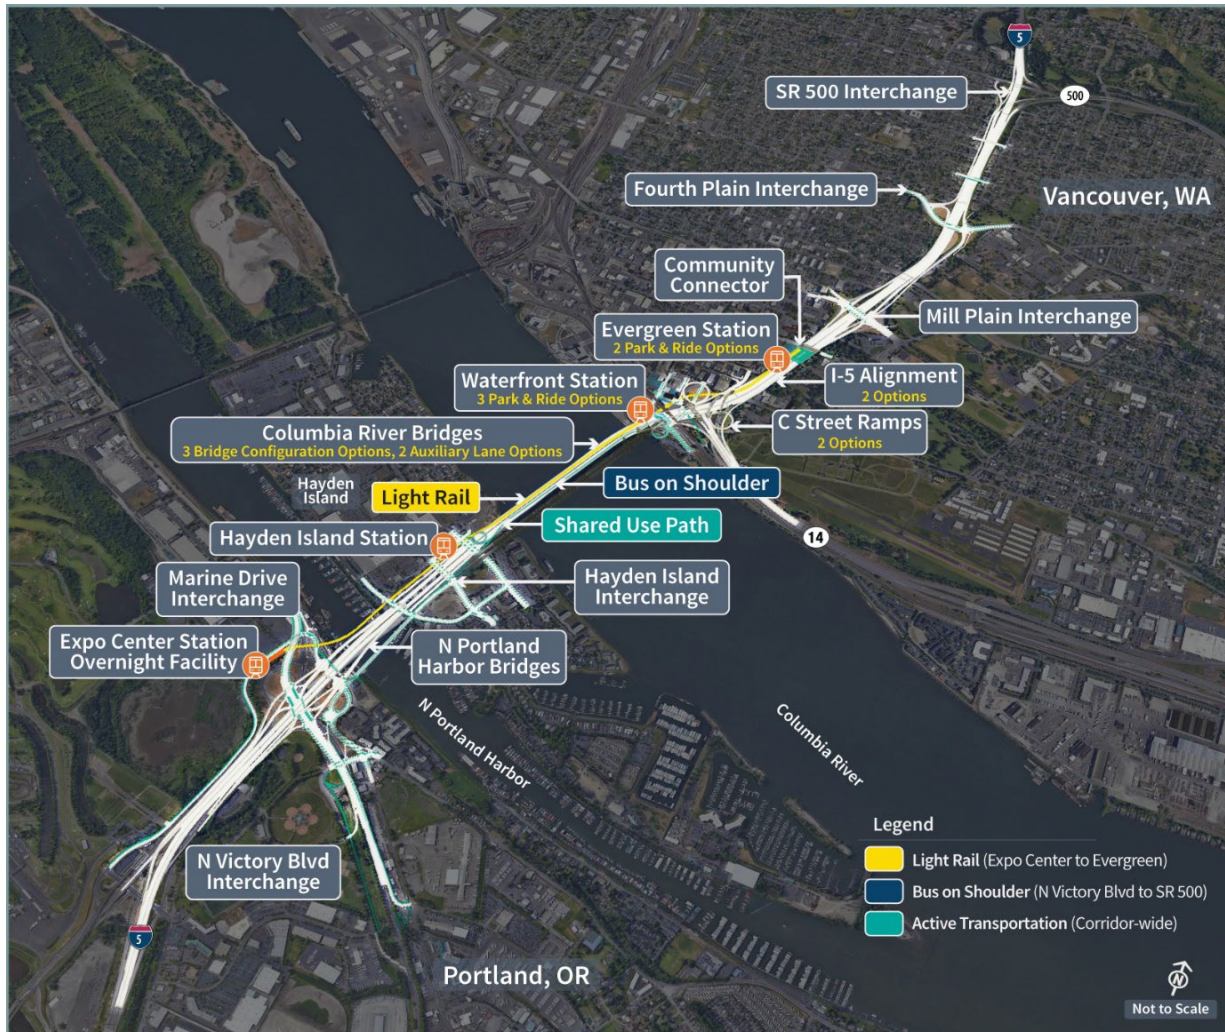 5
SR 500 Interchange
500
Fourth Plain Interchange
Vancouver, WA
Community
Connector
Mill Plain Interchange
Evergreen Station
2 Park & Ride Options
I-5 Alignment
2 Options
Waterfront Station
3 Park & Ride Options
C Street Ramps
2 Options
Columbia River Bridges
3 Bridge Configuration Options, 2 Auxiliary Lane Options
Hayden
Island
Light Rail
Bus on Shoulder
Shared Use Path
14
Hayden Island Station
Hayden Island
Interchange
Marine Drive
Interchange
Expo Center Station
Overnight Facility
N Portland
Harbor Bridges
N Portland Harbor
Columbia River
N Victory Blvd
Interchange
5
Portland, OR
Legend
Light Rail (Expo Center to Evergreen)
Bus on Shoulder (N Victory Blvd to SR 500)
Active Transportation (Corridor-wide)
N
Not to Scale